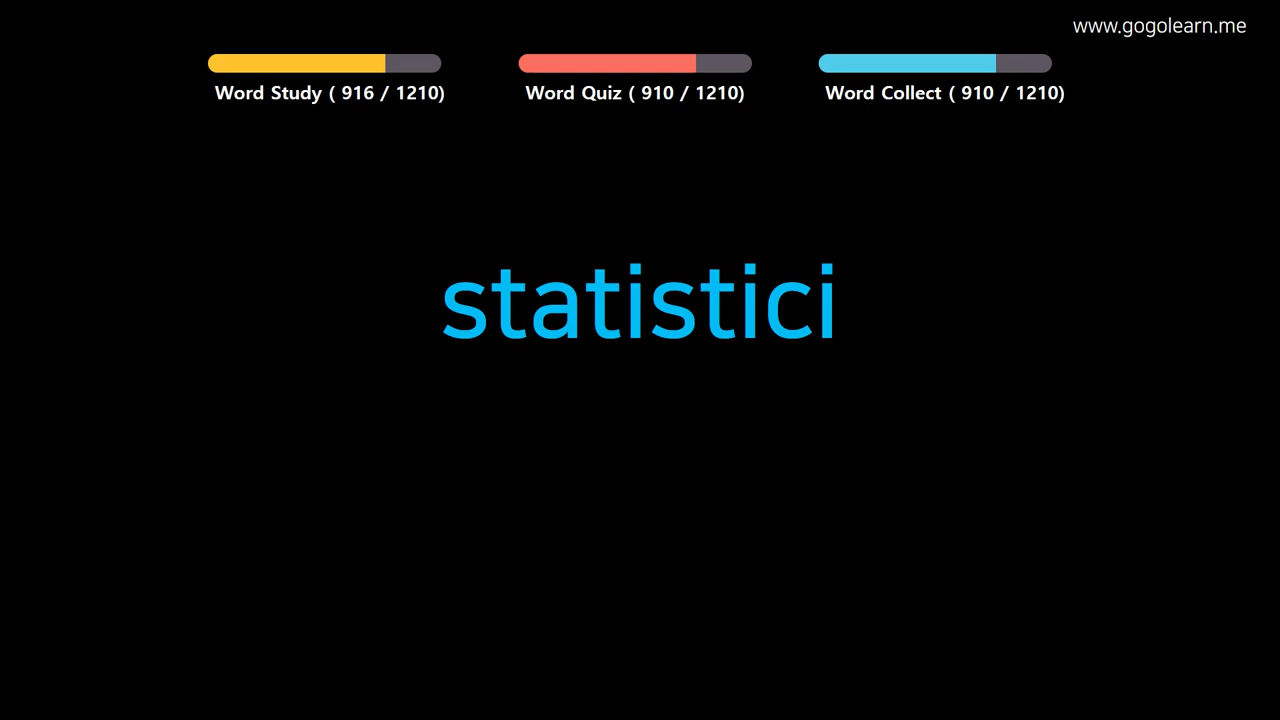 www.gogolearn.me
Word Study ( 916 / 1210)
Word Quiz ( 910 / 1210)
Word Collect ( 910 / 1210)
statistici